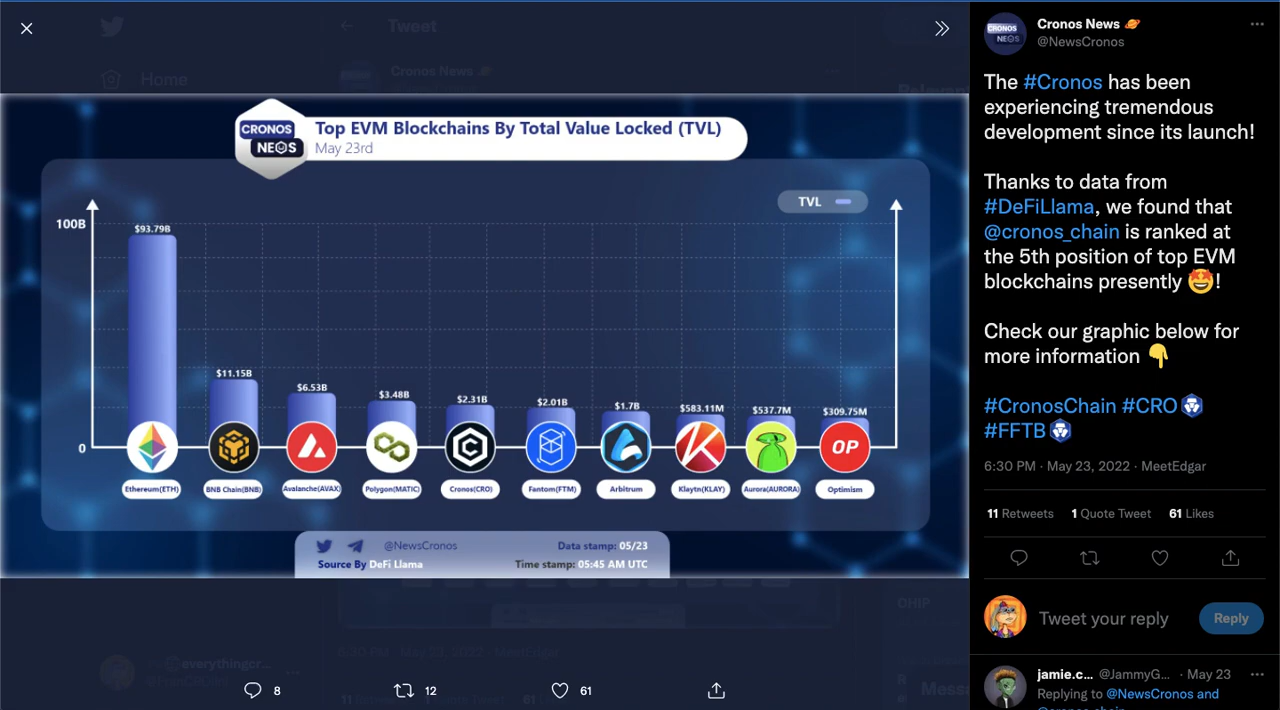 Tweet
Home
Cronos News
CRONOS
NEWS
Top EVM Blockchains By Total Value Locked (TVL)
May 23rd
TVL
100B
0
$93.79B
$11.15B
$6.53B
$3.48B
$2.31B
$2.01B
$1.7B
$583.11M
$537.7M
$309.75M
OP
Ethereum(ETH)
BNB Chain(BNB)
Avalanche(AVAX)
Polygon(MATIC)
Cronos(CRO)
Fantom(FTM)
Arbitrum
Klaytn(KLAY)
Aurora(AURORA)
Optimism
@NewsCronos
Data stamp: 05/23
Source By DeFi Llama
Time stamp: 05:45 AM UTC
OHIP
everythingcr...
8
12
61
CRONOS
NEWS
Cronos News 🪐
@NewsCronos
The #Cronos has been
experiencing tremendous
development since its launch!
Thanks to data from
#DeFiLlama, we found that
@cronos_chain is ranked at
the 5th position of top EVM
blockchains presently 🤩!
Check our graphic below for
more information 👇
#CronosChain #CRO
#FFTB
6:30 PM · May 23, 2022 · MeetEdgar
11 Retweets 1 Quote Tweet 61 Likes
Tweet your reply
Reply
jamie.c... @JammyG... · May 23
Replying to @NewsCronos and